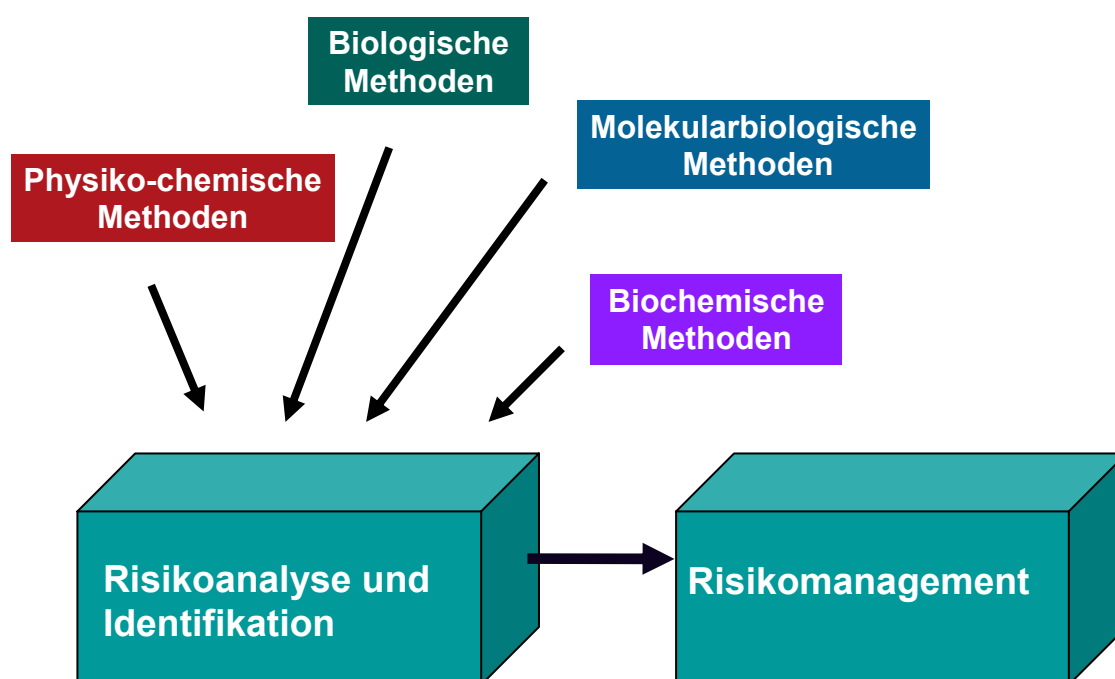 Biologische
Methoden
Molekularbiologische
Methoden
Physiko-chemische
Methoden
Biochemische
Methoden
Risikoanalyse und
Identifikation
Risikomanagement